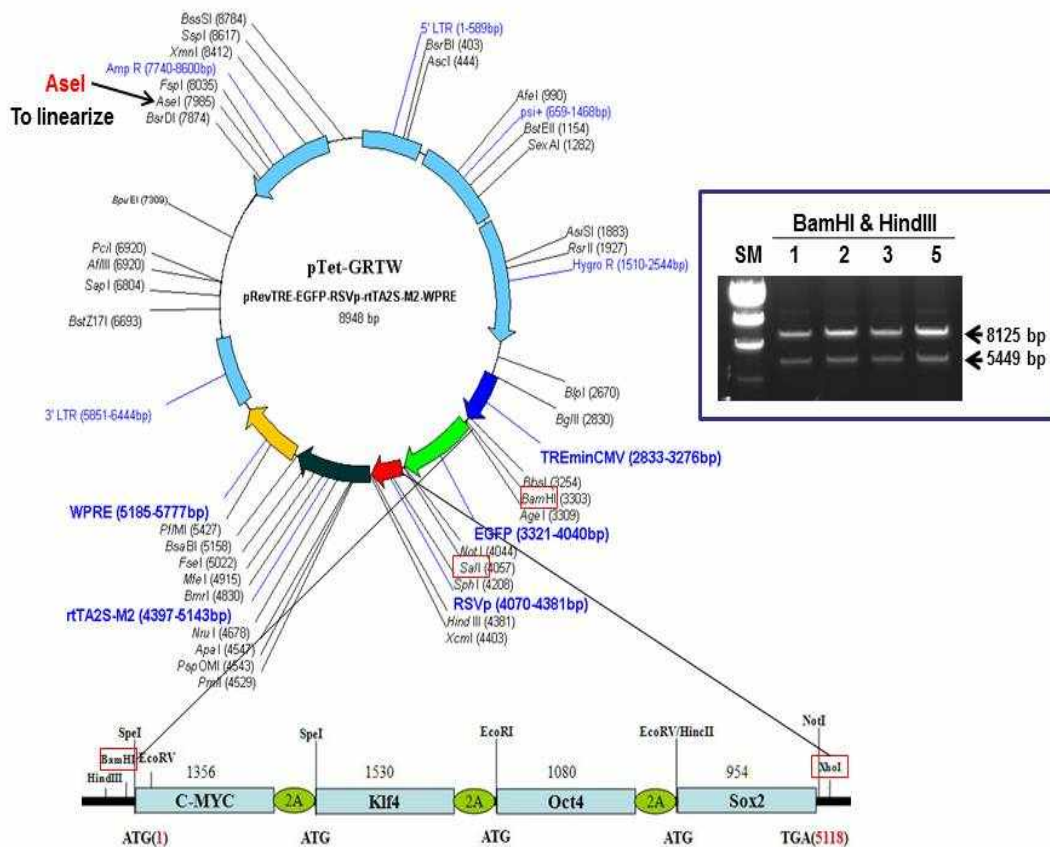 BssSI (8784)
SspI (8617)
XmnI (8412)
Amp R (7740-8600bp)
FspI (8035)
AseI (7985)
BsrDI (7874)
AseI
To linearize
5' LTR (1-589bp)
BsrBI (403)
AscI (444)
AfeI (990)
psi+ (659-1468bp)
BstEII (1154)
SexAI (1282)
AsiSI (1883)
RsrII (1927)
Hygro R (1510-2544bp)
(7309)
PciI (6920)
AflIII (6920)
SapI (6804)
BstZ17I (6693)
pTet-GRTW
pRevTRE-EGFP-RSVp-rtTA2S-M2-WPRE
8948 bp
BamHI & HindIII
SM 1 2 3 5
8125 bp
5449 bp
3' LTR (5851-6444bp)
BlpI (2670)
BglII (2830)
TREminCMV (2833-3276bp)
BbsI (3254)
BamHI (3303)
AgeI (3309)
EGFP (3321-4040bp)
NotI (4044)
SalI (4057)
SphI (4208)
RSVp (4070-4381bp)
HindIII (4381)
XcmI (4403)
WPRE (5185-5777bp)
PflMI (5427)
BsaBI (5158)
FseI (5022)
MfeI (4915)
BmrI (4830)
rtTA2S-M2 (4397-5143bp)
NruI (4678)
ApaI (4547)
PspOMI (4543)
PmlI (4529)
SpeI SpeI EcoRI EcoRV/HincII NotI
BamHI EcoRV XhoI
HindIII 1356 1530 1080 954
C-MYC 2A Klf4 2A Oct4 2A Sox2
ATG(1) ATG ATG ATG TGA(5118)